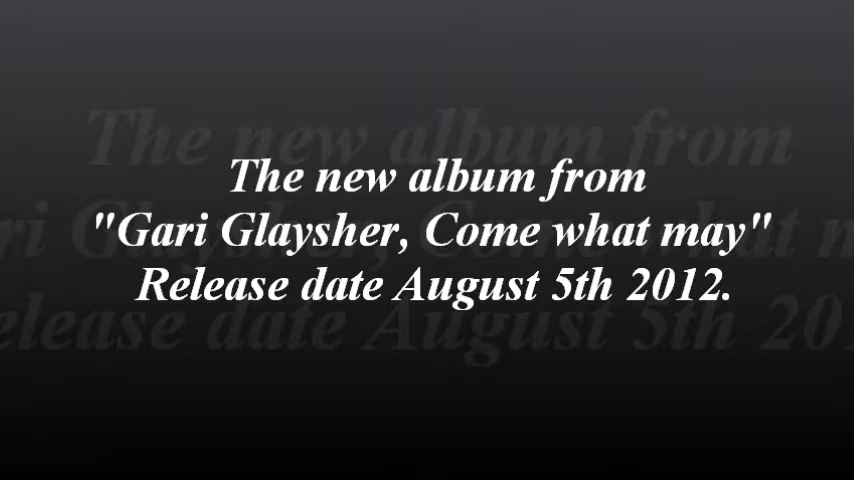 The new album from
"Gari Glaysher, Come what may"
Release date August 5th 2012.